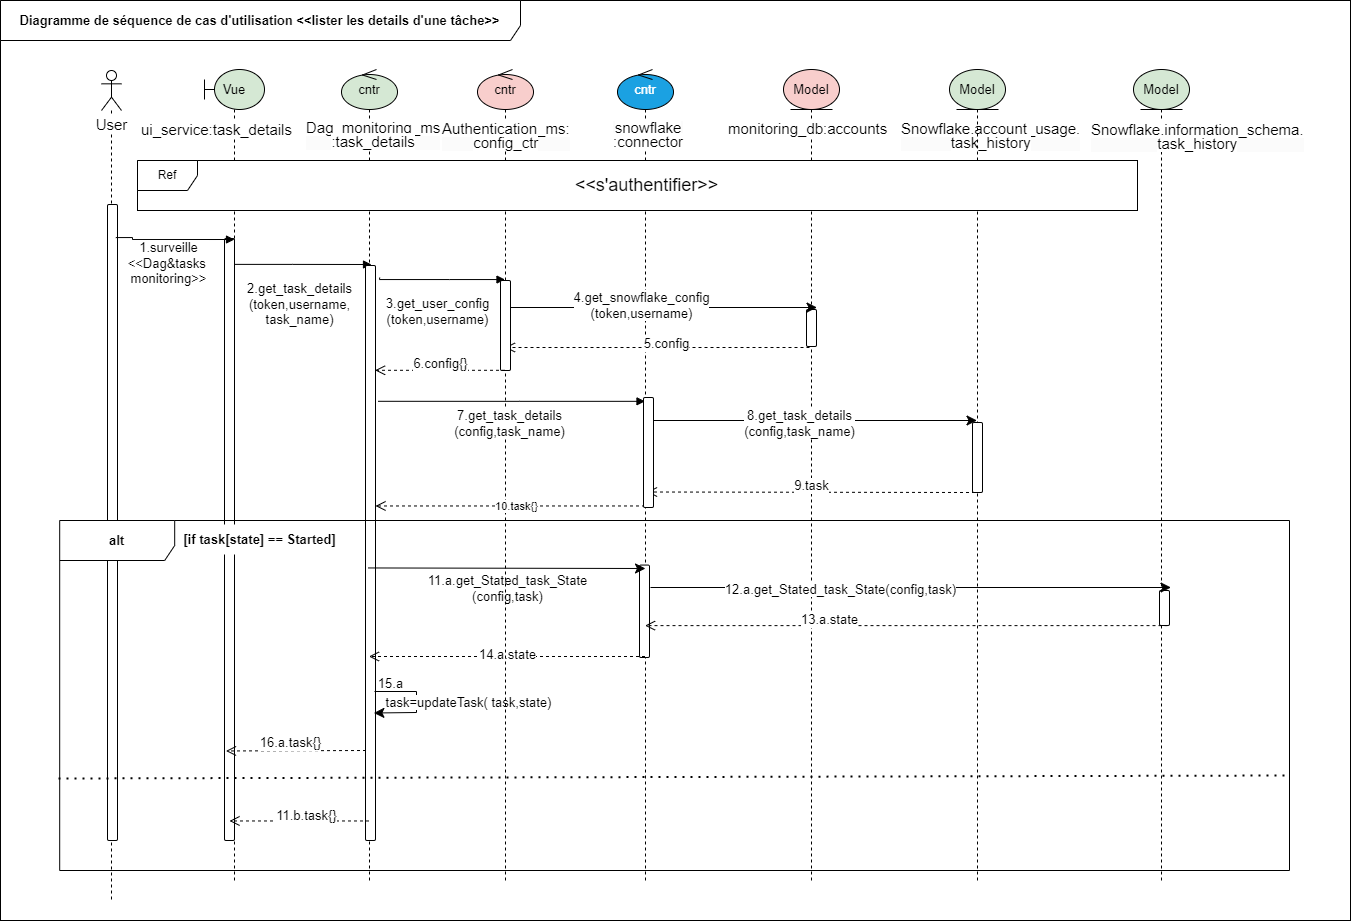 Diagramme de séquence de cas d'utilisation <<lister les details d'une tâche>>
User
Vue
ui_service:task_details
cntr
Dag_monitoring_ms
:task_details
cntr
Authentication_ms:
config_ctr
cntr
snowflake
:connector
Model
monitoring_db:accounts
Model
Snowflake.account_usage.
task_history
Model
Snowflake.information_schema.
task_history
Ref
<<s'authentifier>>
1.surveille
<<Dag&tasks
monitoring>>
2.get_task_details
(token,username,
task_name)
3.get_user_config
(token,username)
4.get_snowflake_config
(token,username)
5.config
6.config{}
7.get_task_details
(config,task_name)
8.get_task_details
(config,task_name)
9.task
10.task{}
alt
[if task[state] == Started]
11.a.get_Stated_task_State
(config,task)
12.a.get_Stated_task_State(config,task)
13.a.state
14.a.state
15.a
task=updateTask( task,state)
16.a.task{}
11.b.task{}